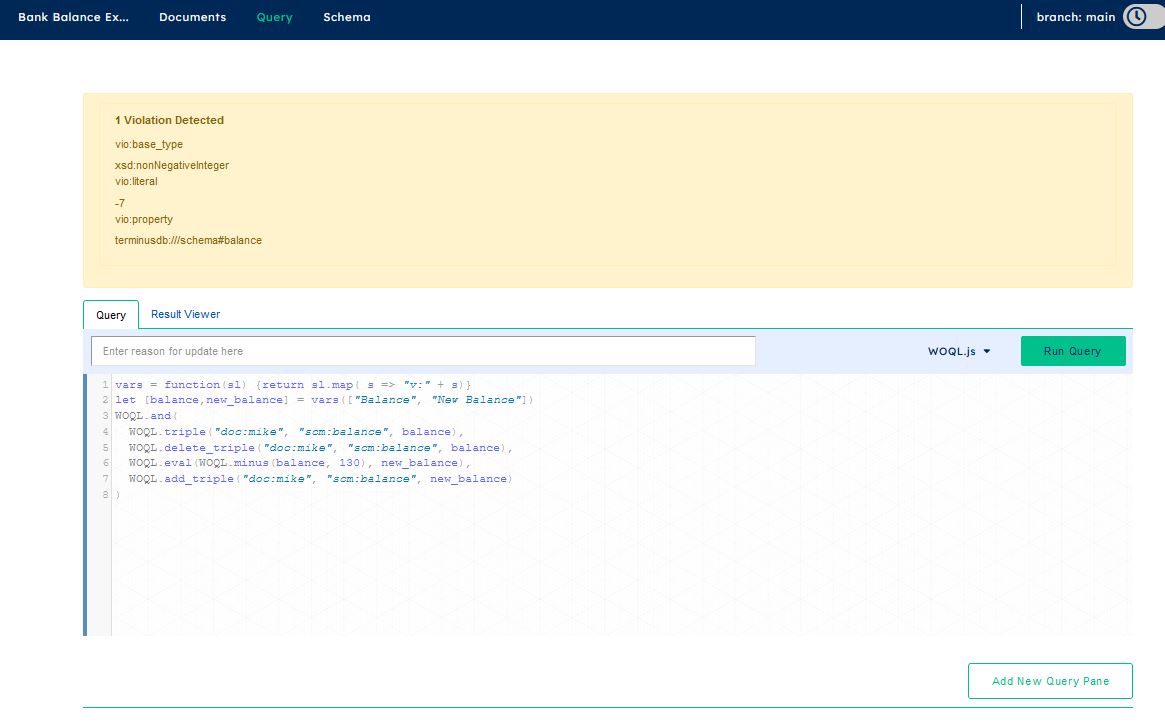 Bank Balance Ex... Documents Query Schema branch: main
1 Violation Detected
vio:base_type
xsd:nonNegativeInteger
vio:literal
-7
vio:property
terminusdb:///schema#balance
Query Result Viewer
Enter reason for update here WOQL.js Run Query
1 vars = function(sl) {return sl.map( s => "v:" + s)}
2 let [balance,new_balance] = vars(["Balance", "New Balance"])
3 WOQL.and(
4 WOQL.triple("doc:mike", "scm:balance", balance),
5 WOQL.delete_triple("doc:mike", "scm:balance", balance),
6 WOQL.eval(WOQL.minus(balance, 130), new_balance),
7 WOQL.add_triple("doc:mike", "scm:balance", new_balance)
8 )
Add New Query Pane